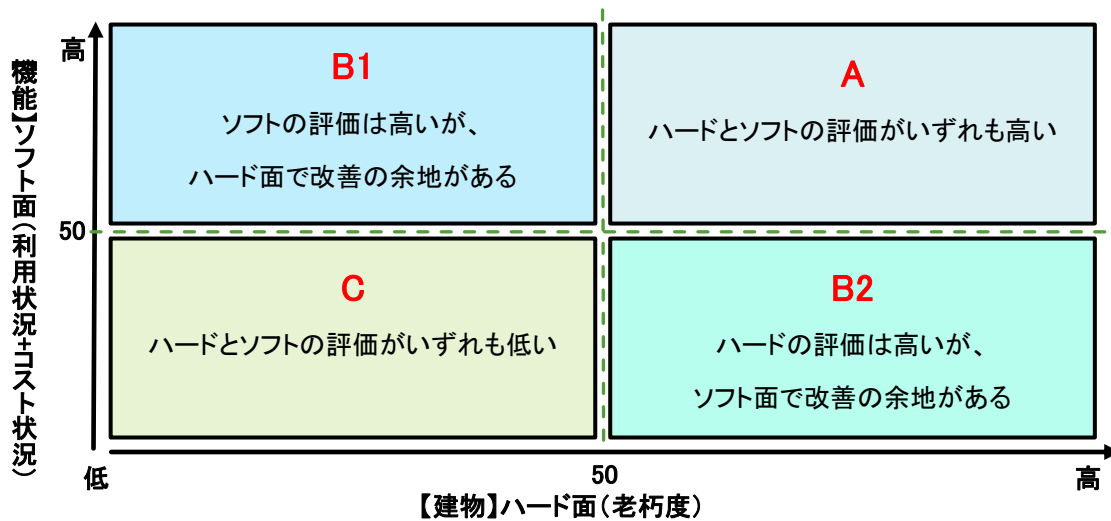 高
機能】ソフト面(利用状況+コスト状況)
B1
ソフトの評価は高いが、
ハード面で改善の余地がある
A
ハードとソフトの評価がいずれも高い
50
C
ハードとソフトの評価がいずれも低い
B2
ハードの評価は高いが、
ソフト面で改善の余地がある
低
50
高
【建物】ハード面(老朽度)